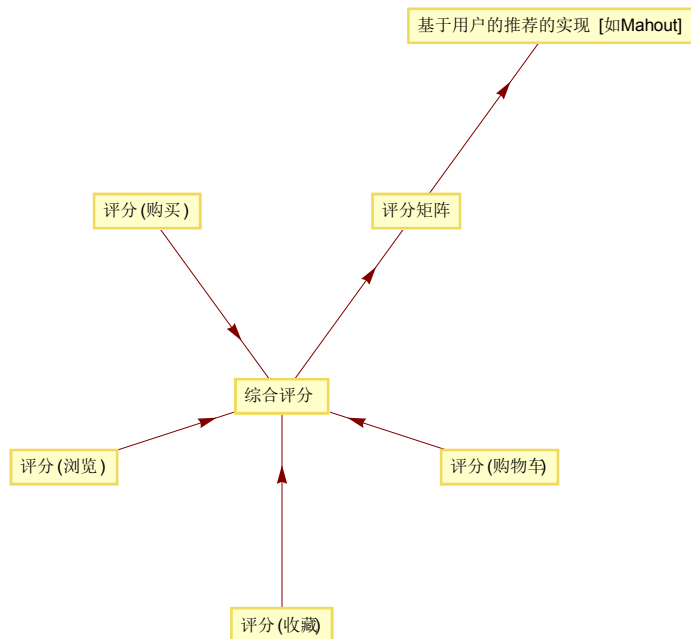 基于用户的推荐的实现 [如Mahout]
评分(购买)
评分矩阵
综合评分
评分(浏览)
评分(购物车)
评分(收藏)